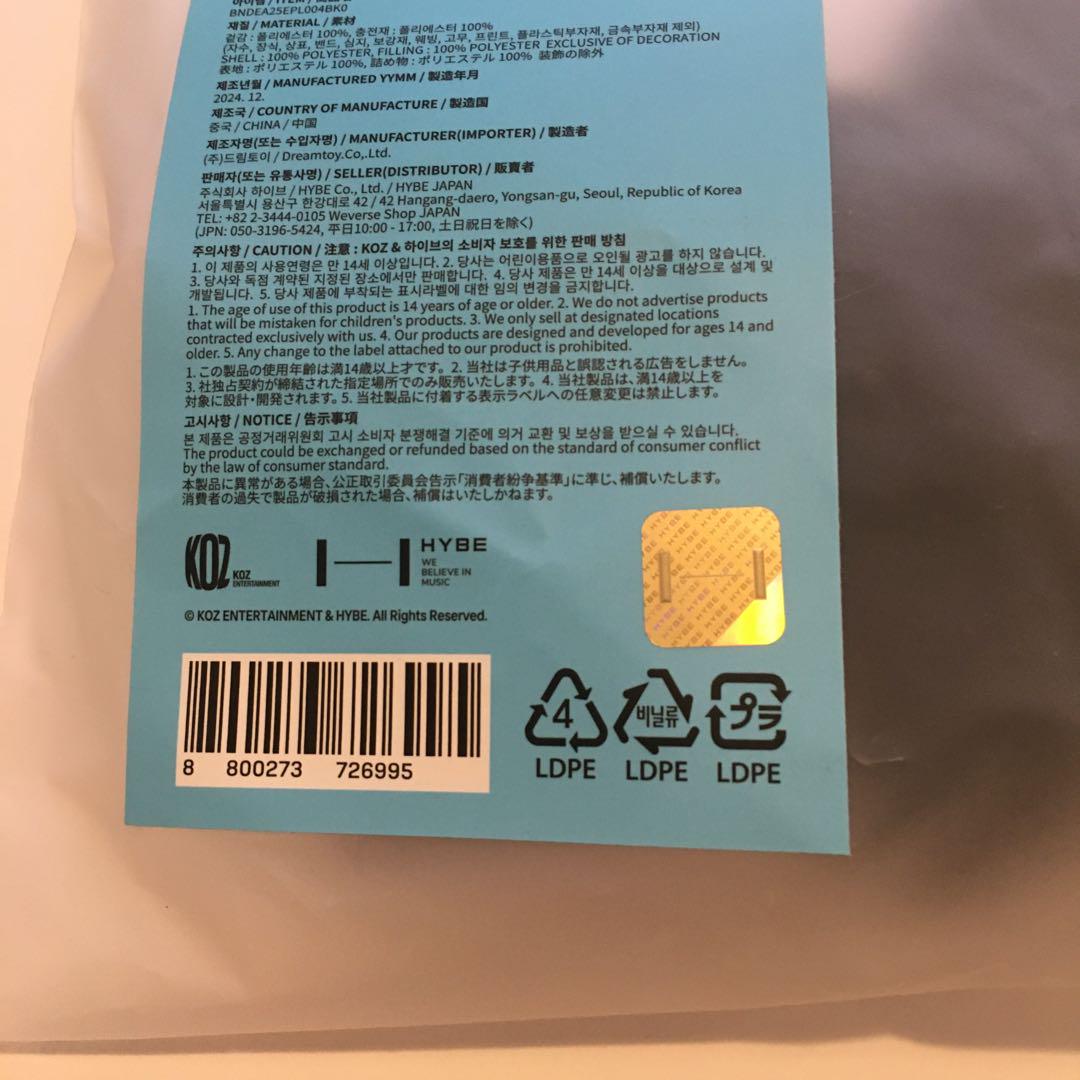 BNDEA25EPL004BK0
재질 / MATERIAL / 素材
겉감 : 폴리에스터 100%, 충전재 : 폴리에스터 100%
(자수, 장식, 상표, 밴드, 심지, 보강재, 웨빙, 고무, 프린트, 플라스틱부자재, 금속부자재 제외)
SHELL : 100% POLYESTER, FILLING : 100% POLYESTER EXCLUSIVE OF DECORATION
表地 : ポリエステル 100%, 詰め物 : ポリエステル 100% 装飾の除外
제조년월 / MANUFACTURED YYMM / 製造年月
2024. 12.
제조국 / COUNTRY OF MANUFACTURE / 製造国
중국 / CHINA / 中国
제조자명(또는 수입자명) / MANUFACTURER(IMPORTER) / 製造者
(주)드림토이 / Dreamtoy.Co,.Ltd.
판매자(또는 유통사명) / SELLER(DISTRIBUTOR) / 販賣者
주식회사 하이브 / HYBE Co., Ltd. / HYBE JAPAN
서울특별시 용산구 한강대로 42 / 42 Hangang-daero, Yongsan-gu, Seoul, Republic of Korea
TEL: +82 2-3444-0105 Weverse Shop JAPAN
(JPN: 050-3196-5424, 平日10:00 - 17:00, 土日祝日を除く)
주의사항 / CAUTION / 注意 : KOZ & 하이브의 소비자 보호를 위한 판매 방침
1. 이 제품의 사용연령은 만 14세 이상입니다. 2. 당사는 어린이용품으로 오인될 광고를 하지 않습니다.
3. 당사와 독점 계약된 지정된 장소에서만 판매합니다. 4. 당사 제품은 만 14세 이상을 대상으로 설계 및
개발됩니다. 5. 당사 제품에 부착되는 표시라벨에 대한 임의 변경을 금지합니다.
1. The age of use of this product is 14 years of age or older. 2. We do not advertise products
that will be mistaken for children's products. 3. We only sell at designated locations
contracted exclusively with us. 4. Our products are designed and developed for ages 14 and
older. 5. Any change to the label attached to our product is prohibited.
1. この製品の使用年齢は満14歳以上才です。2. 当社は子供用品と誤認される広告をしません。
3. 社独占契約が締結された指定場所でのみ販売いたします。4. 当社製品は、満14歳以上を
対象に設計・開発されます。5. 当社製品に付着する表示ラベルへの任意変更は禁止します。
고시사항 / NOTICE / 告示事項
본 제품은 공정거래위원회 고시 소비자 분쟁해결 기준에 의거 교환 및 보상을 받으실 수 있습니다.
The product could be exchanged or refunded based on the standard of consumer conflict
by the law of consumer standard.
本製品に異常がある場合、公正取引委員会告示「消費者紛争基準」に準じ、補償いたします。
消費者の過失で製品が破損された場合、補償はいたしかねます。
KOZ KOZ ENTERTAINMENT
HYBE
WE
BELIEVE IN
MUSIC
© KOZ ENTERTAINMENT & HYBE. All Rights Reserved.
8 800273 726995
4 비닐류 プラ
LDPE LDPE LDPE